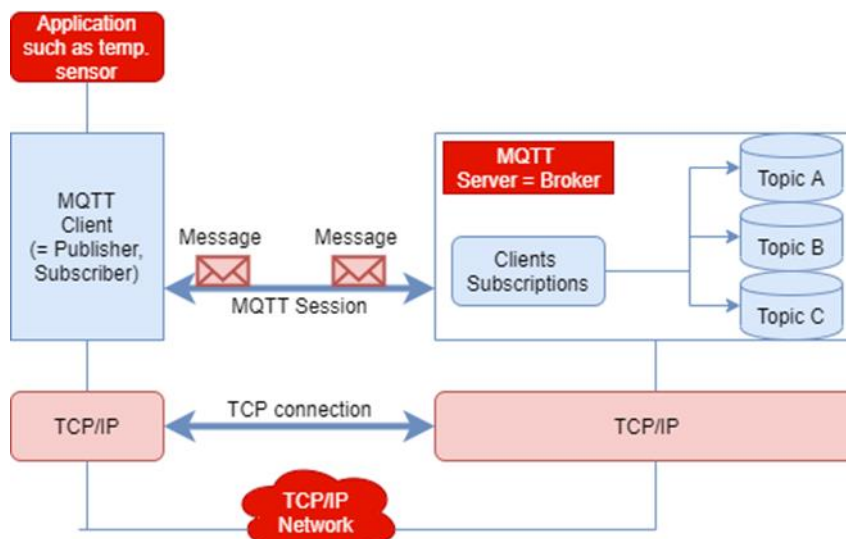 Application
such as temp.
sensor
MQTT
Client
(= Publisher,
Subscriber)
Message
Message
MQTT Session
MQTT
Server = Broker
Clients
Subscriptions
Topic A
Topic B
Topic C
TCP/IP
TCP connection
TCP/IP
TCP/IP
Network